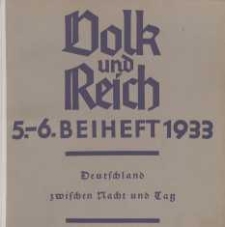 Volk
und
Reich
5.-6. BEIHEFT 1933
Deutschland
zwischen Nacht und Tag